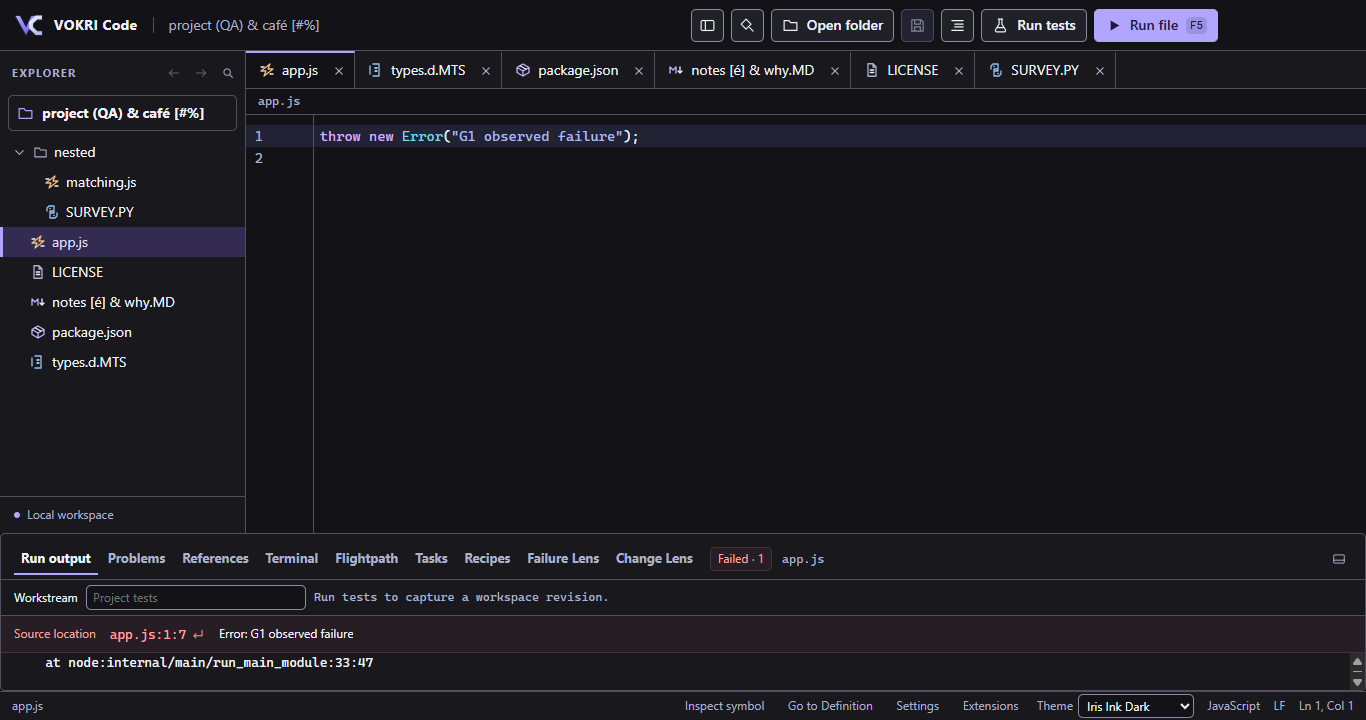 VOKRI Code project (QA) & café [#%] Open folder Run tests Run file F5
EXPLORER
project (QA) & café [#%]
nested
matching.js
SURVEY.PY
app.js
LICENSE
notes [é] & why.MD
package.json
types.d.MTS
Local workspace
app.js types.d.MTS package.json notes [é] & why.MD LICENSE SURVEY.PY
app.js
1 throw new Error("G1 observed failure");
2
Run output Problems References Terminal Flightpath Tasks Recipes Failure Lens Change Lens Failed · 1 app.js
Workstream Project tests Run tests to capture a workspace revision.
Source location app.js:1:7 ↵ Error: G1 observed failure
at node:internal/main/run_main_module:33:47
app.js Inspect symbol Go to Definition Settings Extensions Theme Iris Ink Dark JavaScript LF Ln 1, Col 1